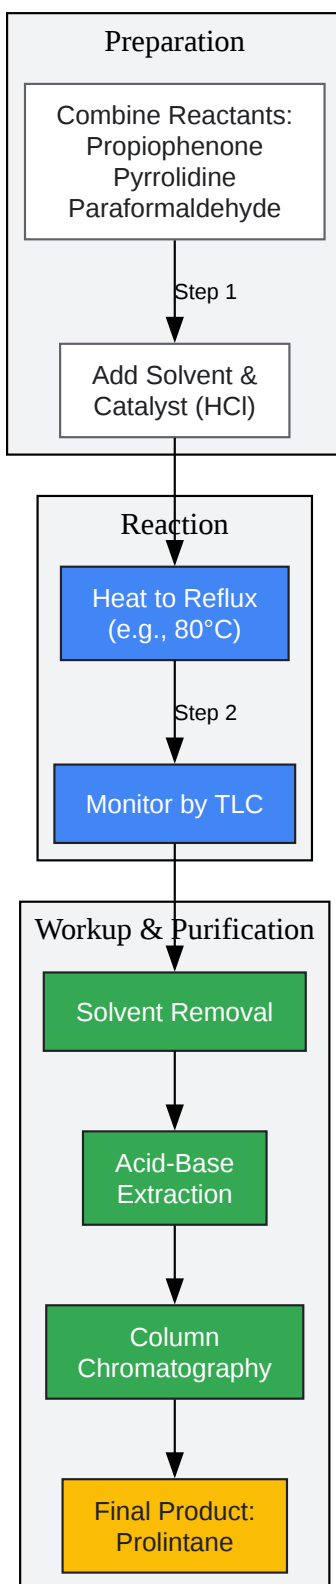 Preparation
Combine Reactants:
Propiophenone
Pyrrolidine
Paraformaldehyde
Step 1
Add Solvent &
Catalyst (HCl)
Reaction
Heat to Reflux
(e.g., 80°C)
Step 2
Monitor by TLC
Workup & Purification
Solvent Removal
Acid-Base
Extraction
Column
Chromatography
Final Product:
Prolintane